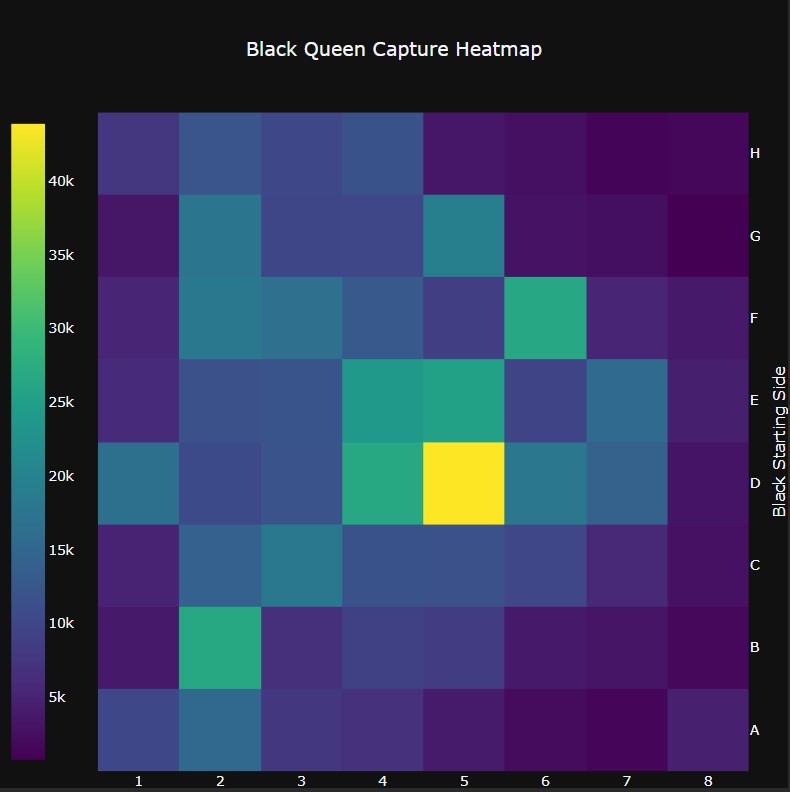 Black Queen Capture Heatmap
40k
35k
30k
25k
20k
15k
10k
5k
H
G
F
E
D
C
B
A
Black Starting Side
1 2 3 4 5 6 7 8